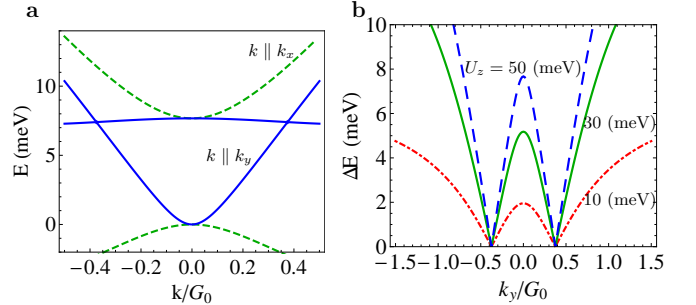 a
E (meV)
10
5
0
k ∥ k_x
k ∥ k_y
−0.4 −0.2 0.0 0.2 0.4
k/G_0
b
ΔE (meV)
10
8
6
4
2
0
U_z = 50 (meV)
30 (meV)
10 (meV)
−1.5 −1.0 −0.5 0.0 0.5 1.0 1.5
k_y/G_0